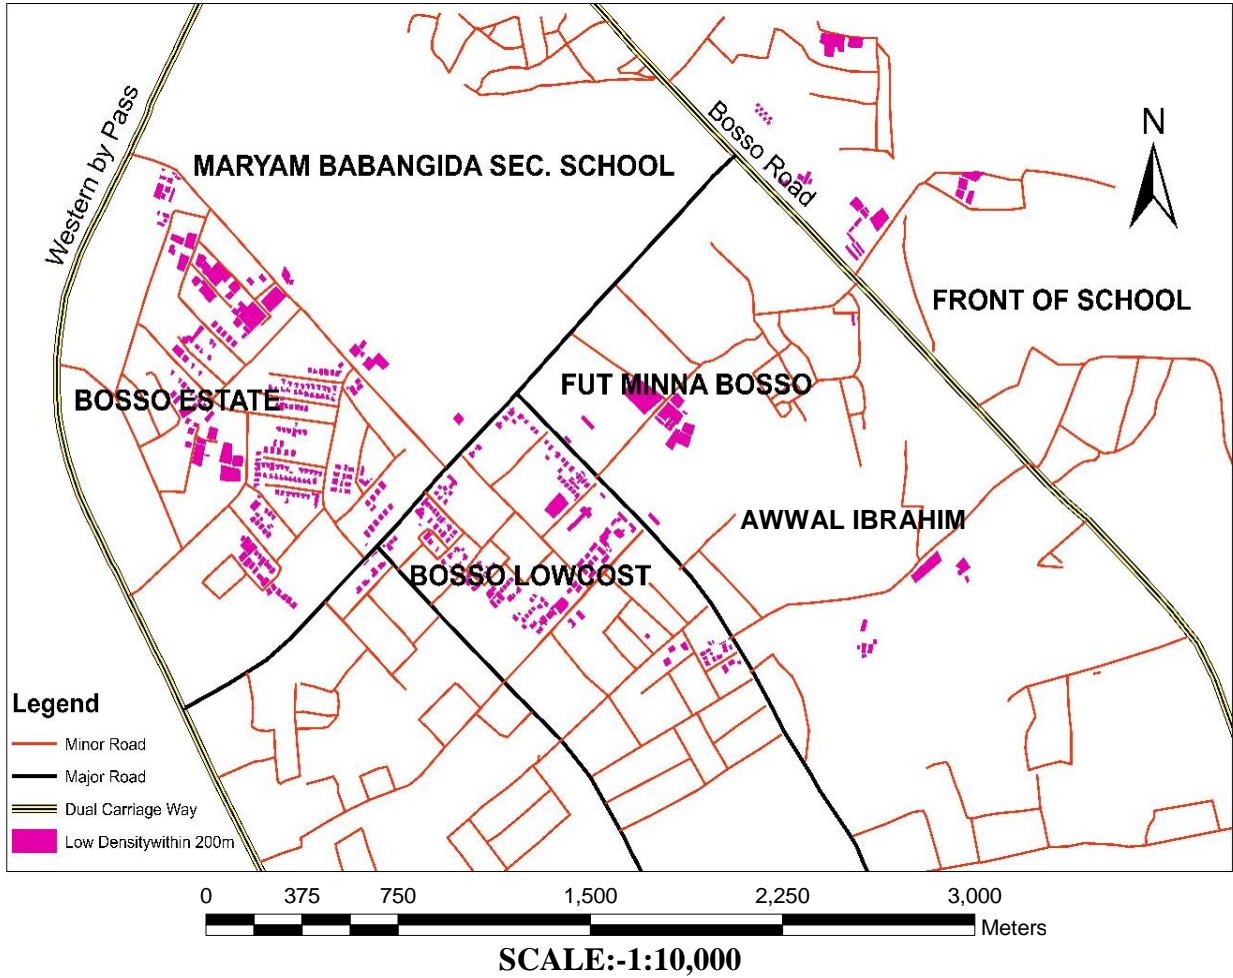 Western by Pass
Bosso Road
N
MARYAM BABANGIDA SEC. SCHOOL
FRONT OF SCHOOL
FUT MINNA BOSSO
BOSSO ESTATE
AWWAL IBRAHIM
BOSSO LOWCOST
Legend
Minor Road
Major Road
Dual Carriage Way
Low Densitywithin 200m
0 375 750 1,500 2,250 3,000
Meters
SCALE:-1:10,000